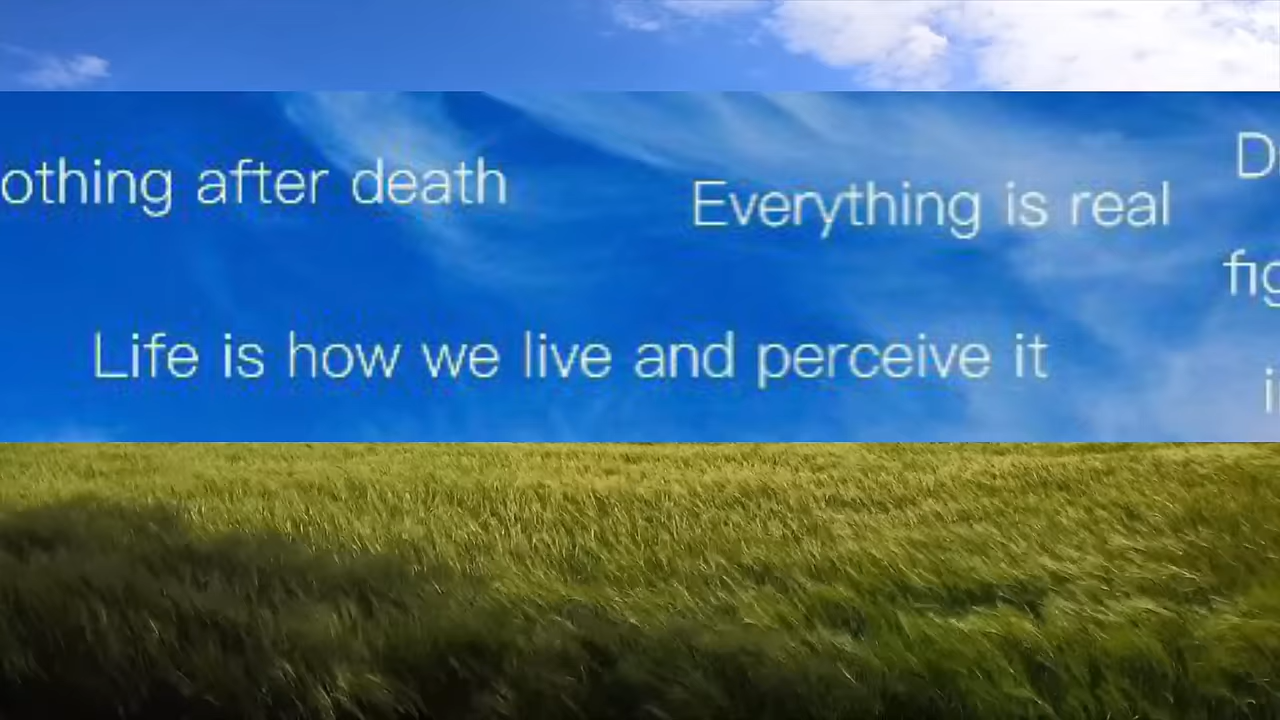 othing after death
Everything is real
Life is how we live and perceive it